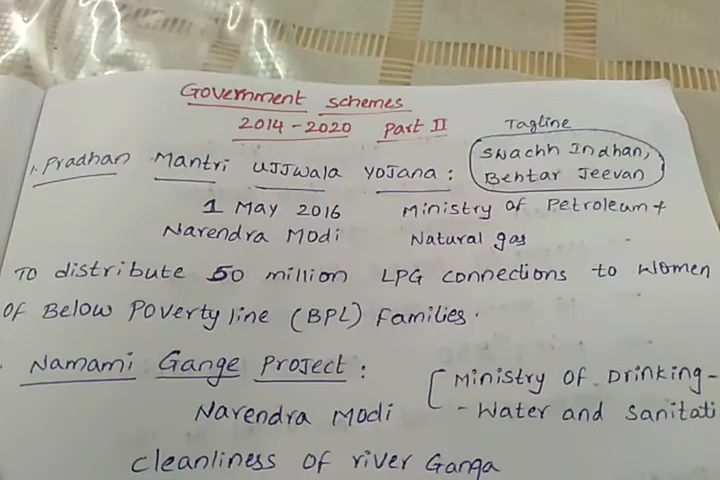 Government schemes
2014-2020 Part II
Tagline
1. Pradhan Mantri UJJwala YoJana :
Swachh Indhan,
Behtar Jeevan
1 May 2016 Ministry of Petroleum +
Narendra Modi Natural gas
To distribute 50 million LPG connections to women
of Below Poverty line (BPL) families.
Namami Gange Project :
[Ministry of Drinking-
Narendra Modi - Water and Sanitati
cleanliness of river Ganga